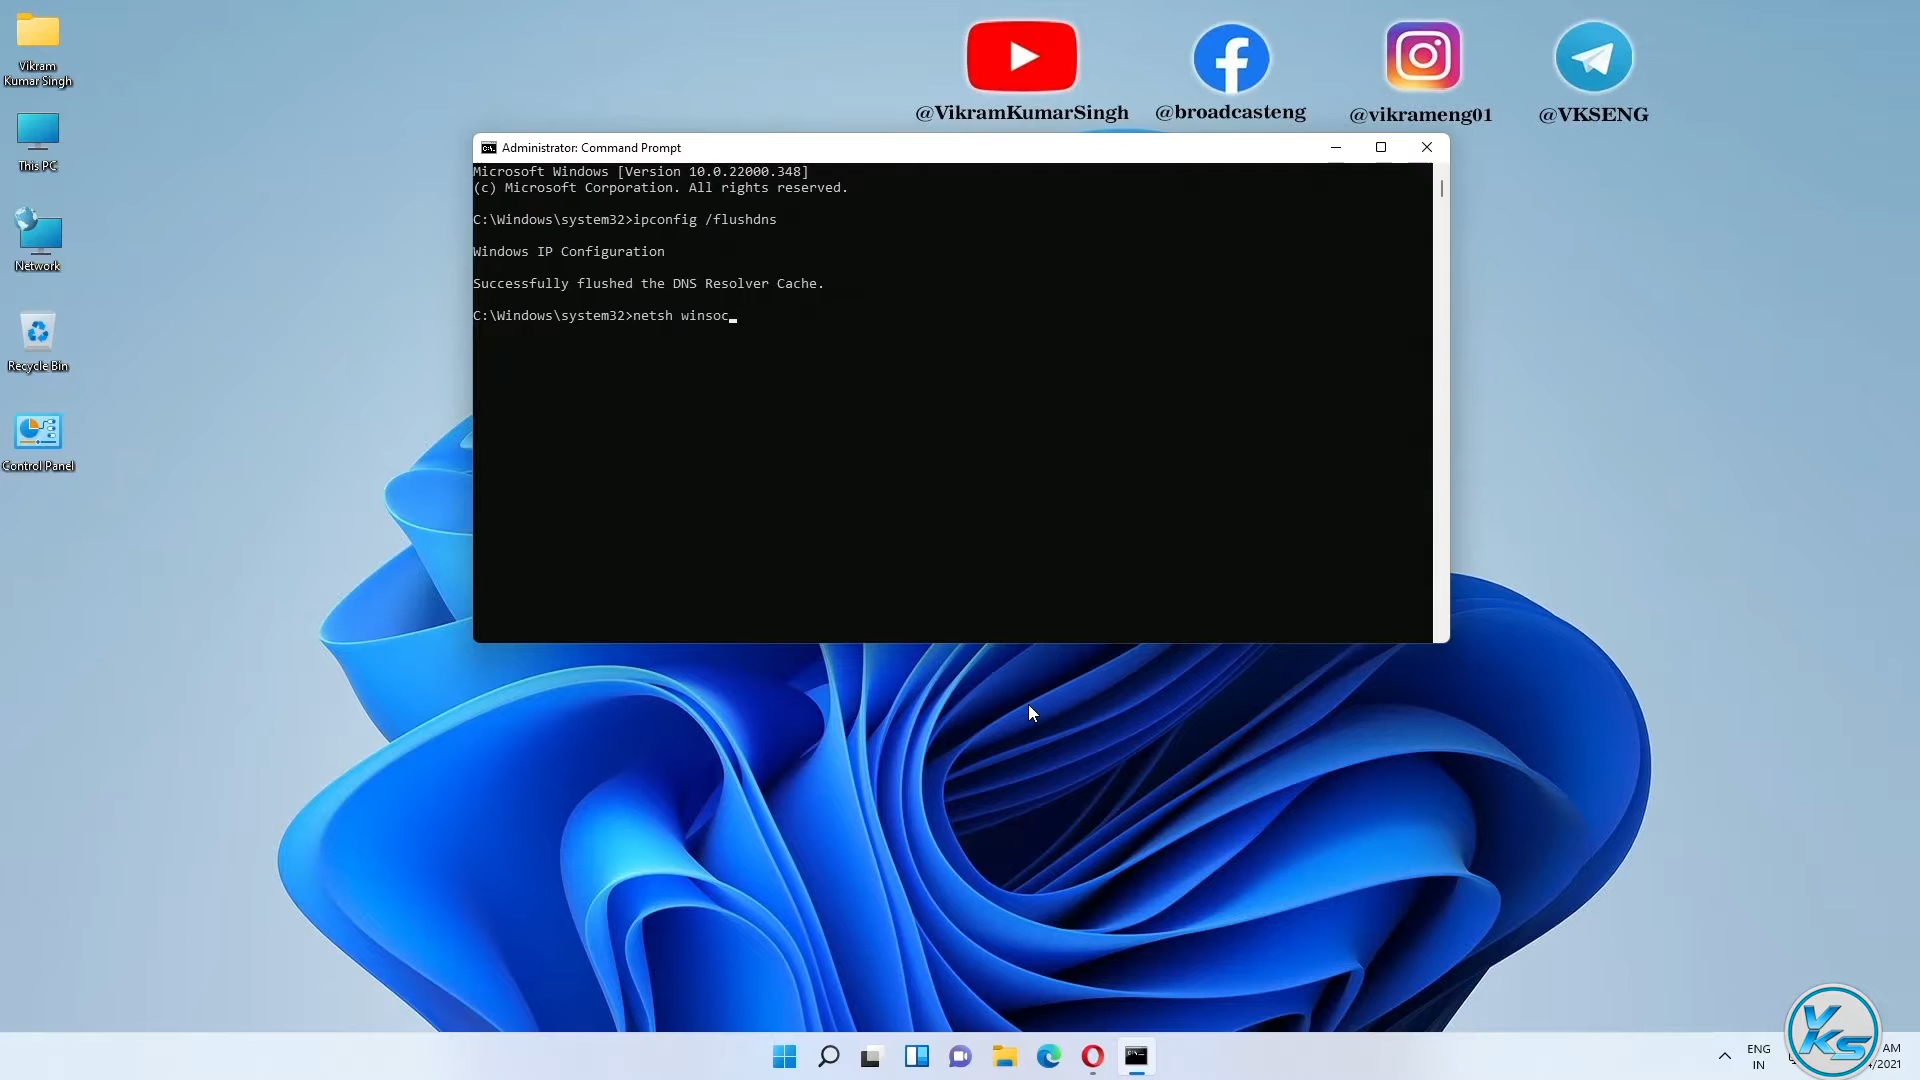 Vikram
Kumar Singh
This PC
Network
Recycle Bin
Control Panel
@VikramKumarSingh
@broadcasteng
@vikrameng01
@VKSENG
Administrator: Command Prompt
Microsoft Windows [Version 10.0.22000.348]
(c) Microsoft Corporation. All rights reserved.
C:\Windows\system32>ipconfig /flushdns
Windows IP Configuration
Successfully flushed the DNS Resolver Cache.
C:\Windows\system32>netsh winsoc
ENG
IN
AM
/2021
VKS